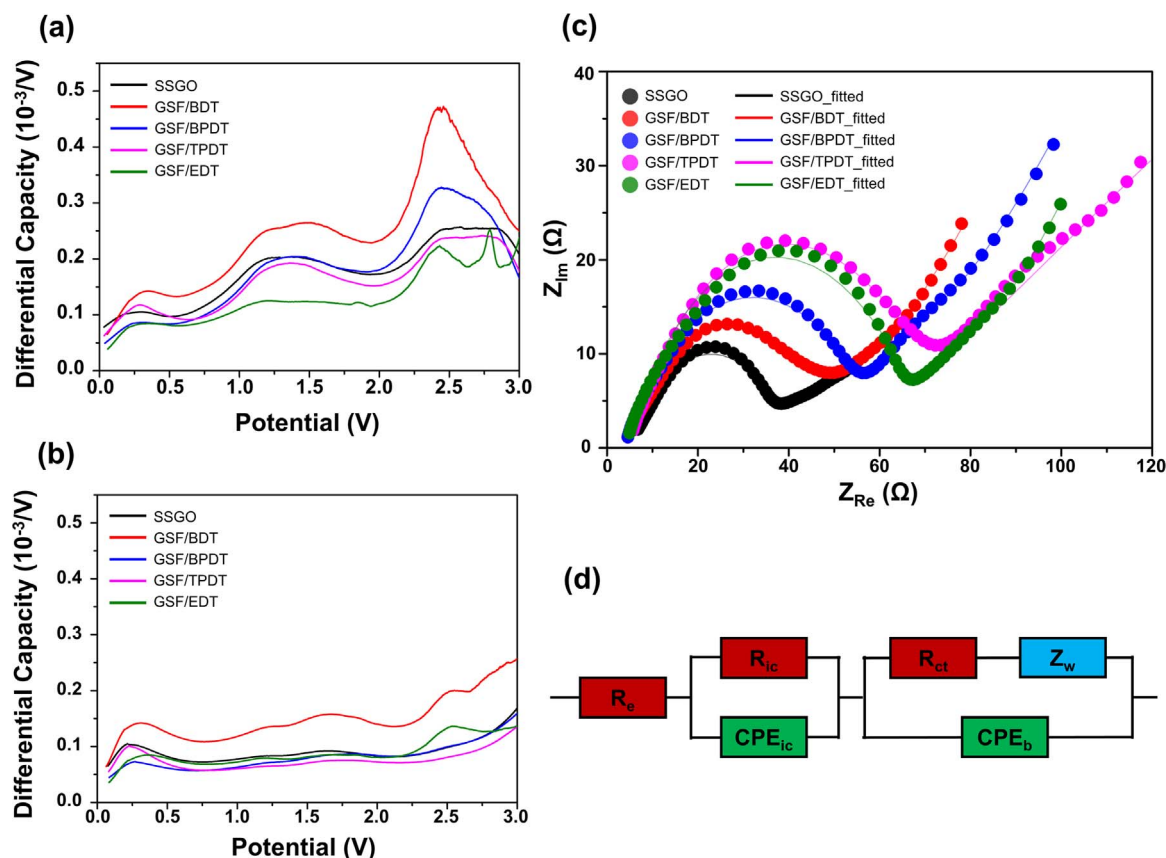 (a)
Differential Capacity (10⁻³/V)
0.5
0.4
0.3
0.2
0.1
0.0
SSGO
GSF/BDT
GSF/BPDT
GSF/TPDT
GSF/EDT
0.0 0.5 1.0 1.5 2.0 2.5 3.0
Potential (V)
(b)
Differential Capacity (10⁻³/V)
0.5
0.4
0.3
0.2
0.1
0.0
SSGO
GSF/BDT
GSF/BPDT
GSF/TPDT
GSF/EDT
0.0 0.5 1.0 1.5 2.0 2.5 3.0
Potential (V)
(c)
Z_Im (Ω)
40
30
20
10
0
SSGO SSGO_fitted
GSF/BDT GSF/BDT_fitted
GSF/BPDT GSF/BPDT_fitted
GSF/TPDT GSF/TPDT_fitted
GSF/EDT GSF/EDT_fitted
0 20 40 60 80 100 120
Z_Re (Ω)
(d)
R_e
R_ic
CPE_ic
R_ct
Z_w
CPE_b